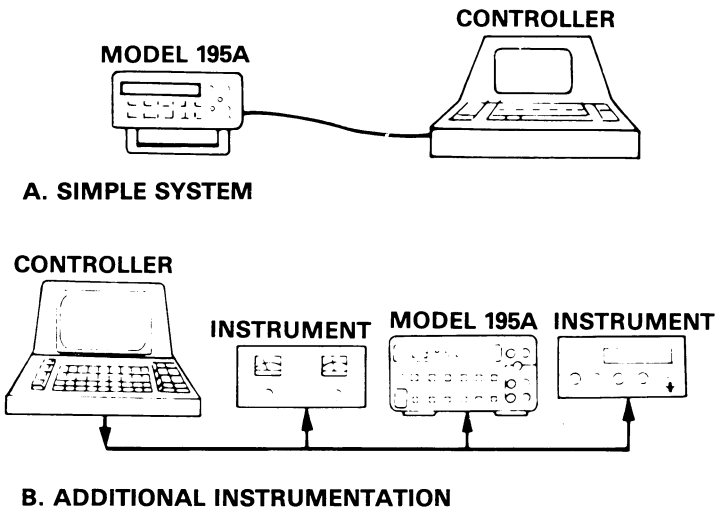 CONTROLLER
MODEL 195A
A. SIMPLE SYSTEM
CONTROLLER
INSTRUMENT
MODEL 195A
INSTRUMENT
B. ADDITIONAL INSTRUMENTATION